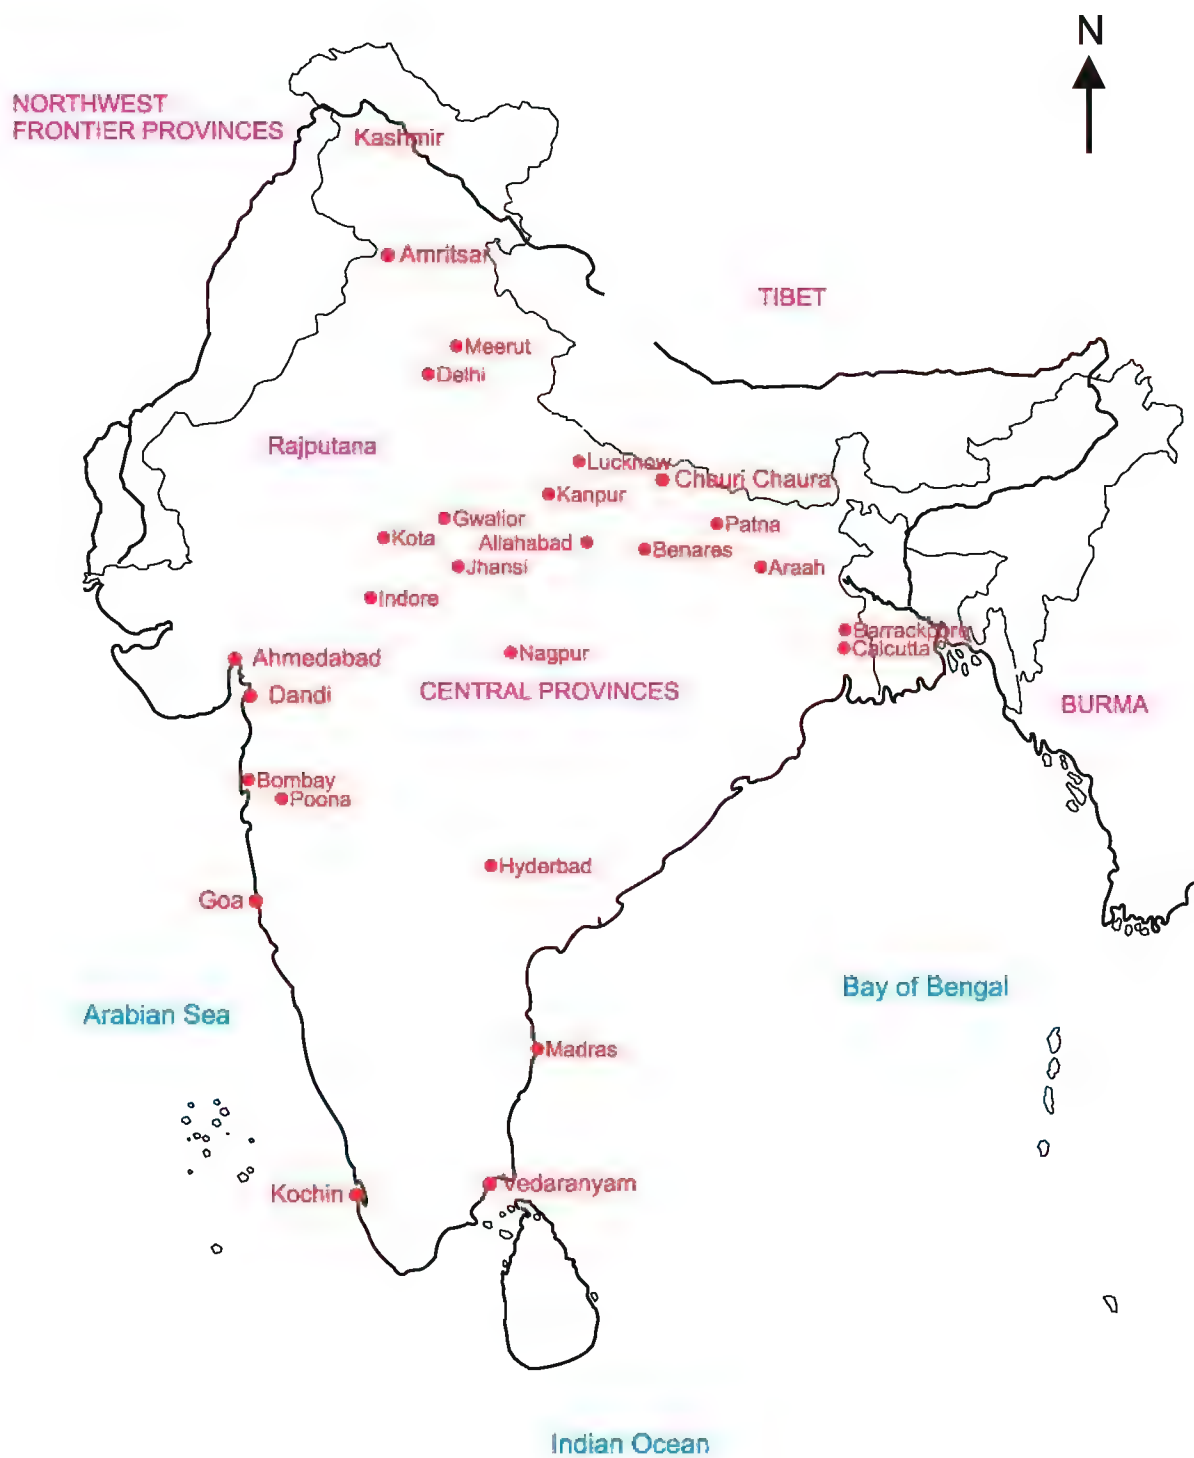 N
NORTHWEST
FRONTIER PROVINCES
Kashmir
Amritsar
TIBET
Meerut
Delhi
Rajputana
Lucknow
Chauri Chaura
Kanpur
Gwalior
Patna
Kota
Allahabad
Benares
Jhansi
Araah
Indore
Barrackpore
Calcutta
Ahmedabad
Nagpur
Dandi
CENTRAL PROVINCES
BURMA
Bombay
Poona
Hyderbad
Goa
Bay of Bengal
Arabian Sea
Madras
Vedaranyam
Kochin
Indian Ocean